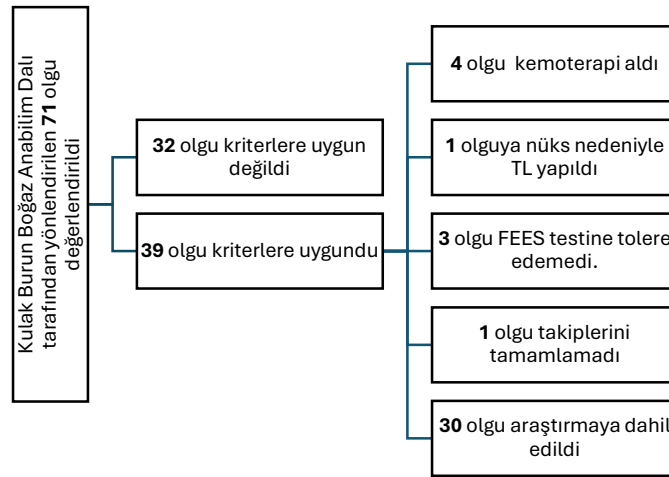 Kulak Burun Boğaz Anabilim Dalı
tarafından yönlendirilen 71 olgu
değerlendirildi
32 olgu kriterlere uygun
değildi
39 olgu kriterlere uygundu
4 olgu kemoterapi aldı
1 olguya nüks nedeniyle
TL yapıldı
3 olgu FEES testine tolere
edemedi.
1 olgu takiplerini
tamamlamadı
30 olgu araştırmaya dahil
edildi